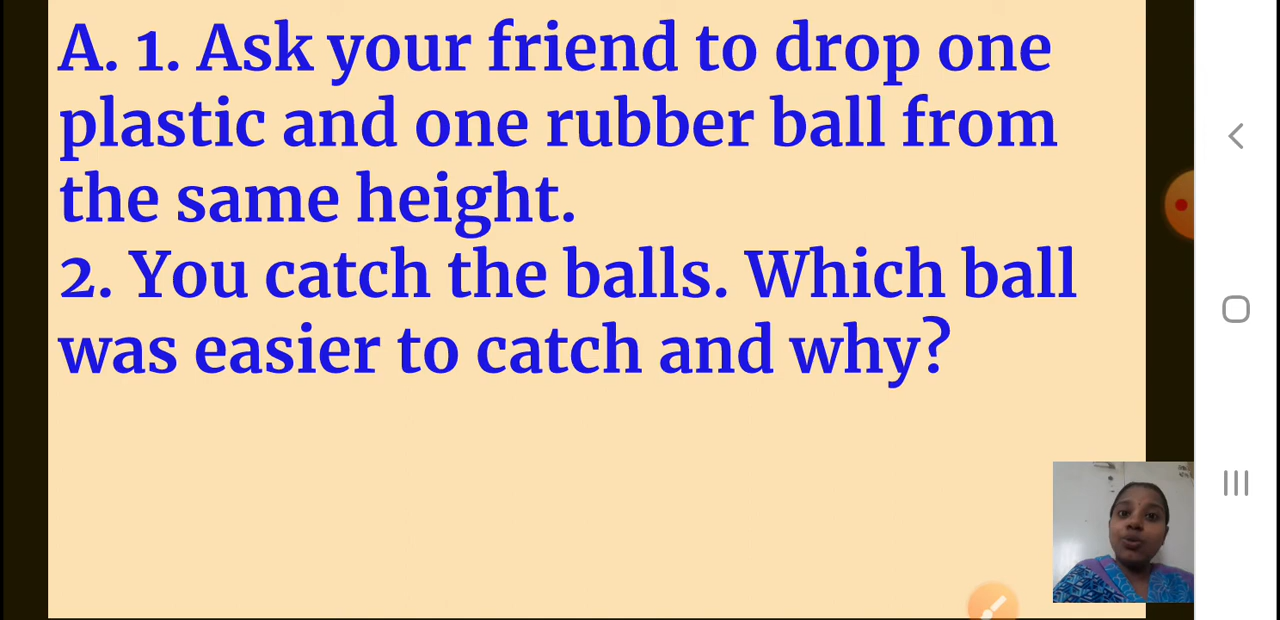 A. 1. Ask your friend to drop one
plastic and one rubber ball from
the same height.
2. You catch the balls. Which ball
was easier to catch and why?